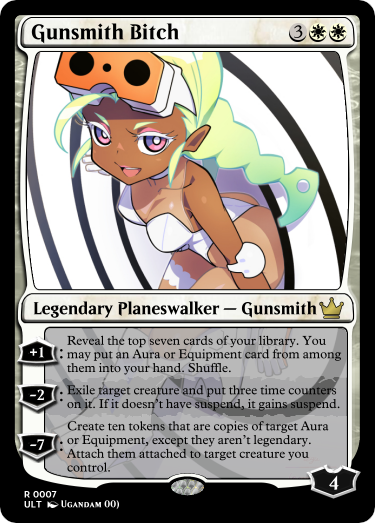 Gunsmith Bitch 3
Legendary Planeswalker — Gunsmith
+1 : Reveal the top seven cards of your library. You
may put an Aura or Equipment card from among
them into your hand. Shuffle.
-2 : Exile target creature and put three time counters
on it. If it doesn't have suspend, it gains suspend.
-7 : Create ten tokens that are copies of target Aura
or Equipment, except they aren't legendary.
Attach them attached to target creature you
control.
4
R 0007
ULT Ugandam 00)